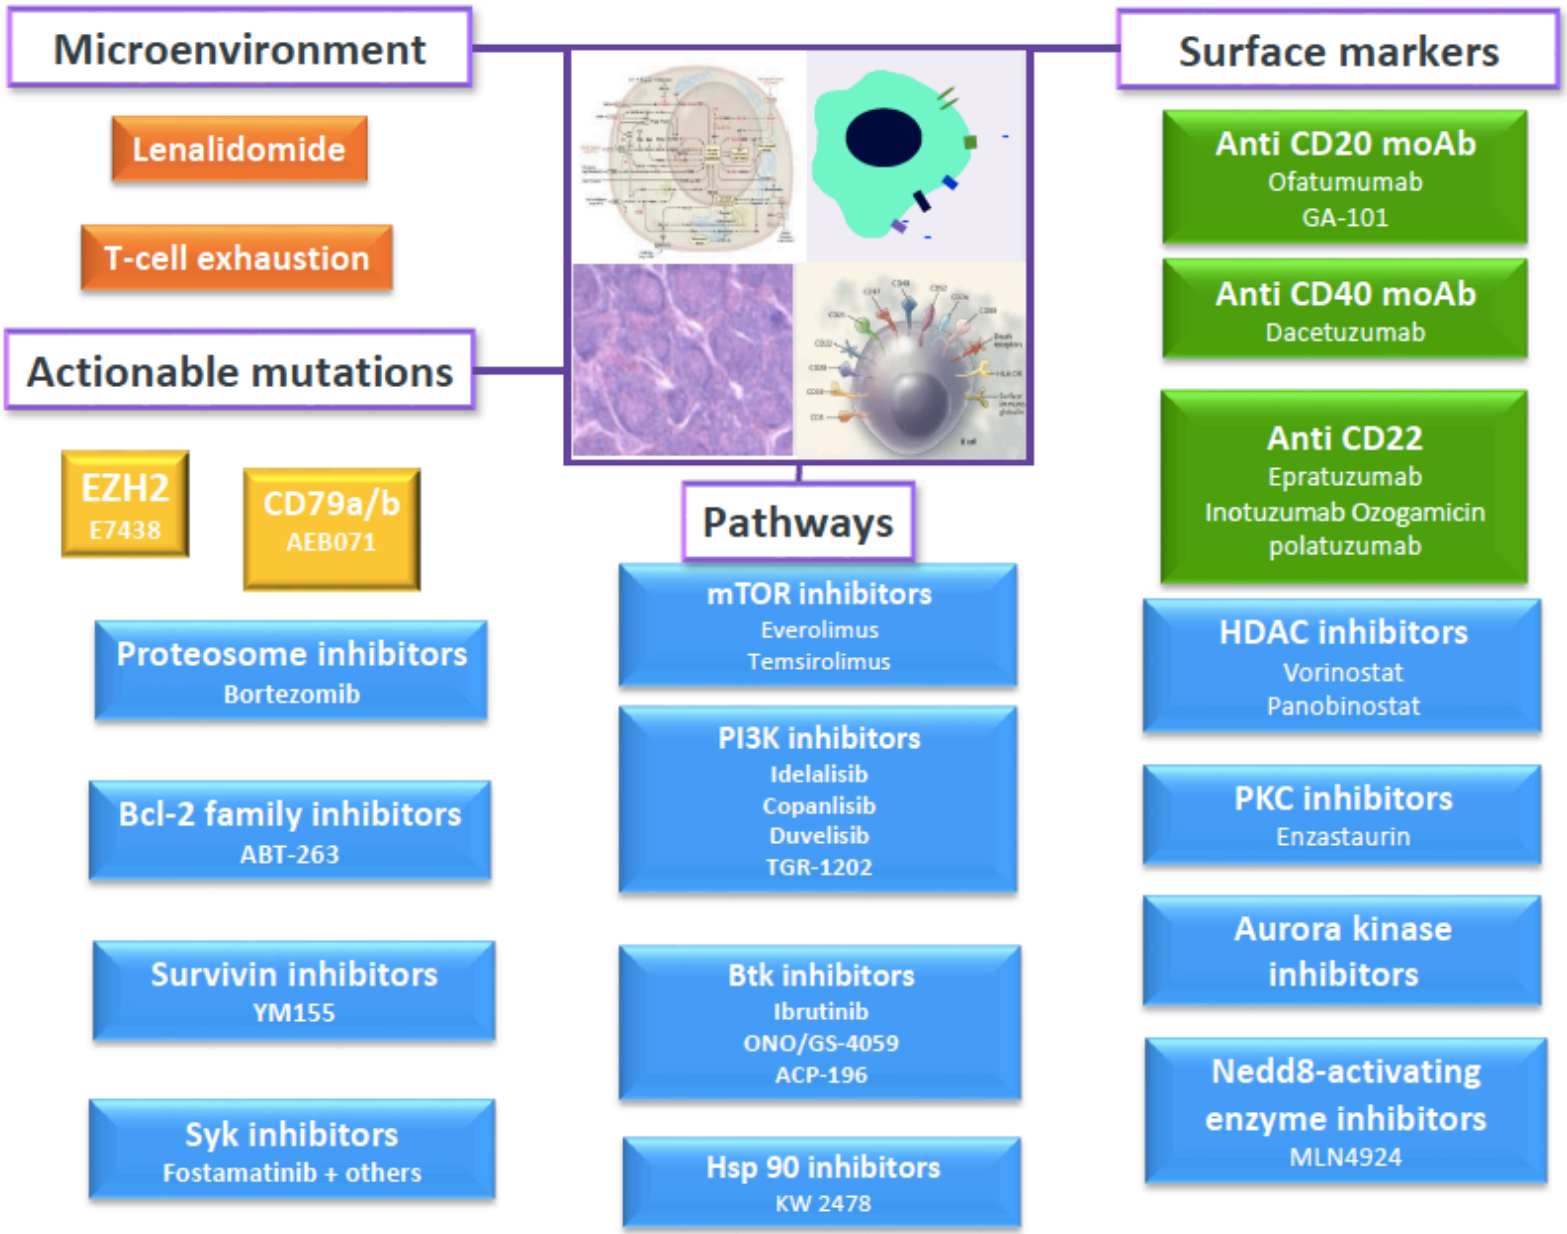 Microenvironment
Lenalidomide
T-cell exhaustion
Actionable mutations
EZH2
E7438
CD79a/b
AEB071
Proteosome inhibitors
Bortezomib
Bcl-2 family inhibitors
ABT-263
Survivin inhibitors
YM155
Syk inhibitors
Fostamatinib + others
CD52
B cell
Pathways
mTOR inhibitors
Everolimus
Temsirolimus
PI3K inhibitors
Idelalisib
Copanlisib
Duvelisib
TGR-1202
Btk inhibitors
Ibrutinib
ONO/GS-4059
ACP-196
Hsp 90 inhibitors
KW 2478
Surface markers
Anti CD20 moAb
Ofatumumab
GA-101
Anti CD40 moAb
Dacetuzumab
Anti CD22
Epratuzumab
Inotuzumab Ozogamicin
polatuzumab
HDAC inhibitors
Vorinostat
Panobinostat
PKC inhibitors
Enzastaurin
Aurora kinase
inhibitors
Nedd8-activating
enzyme inhibitors
MLN4924